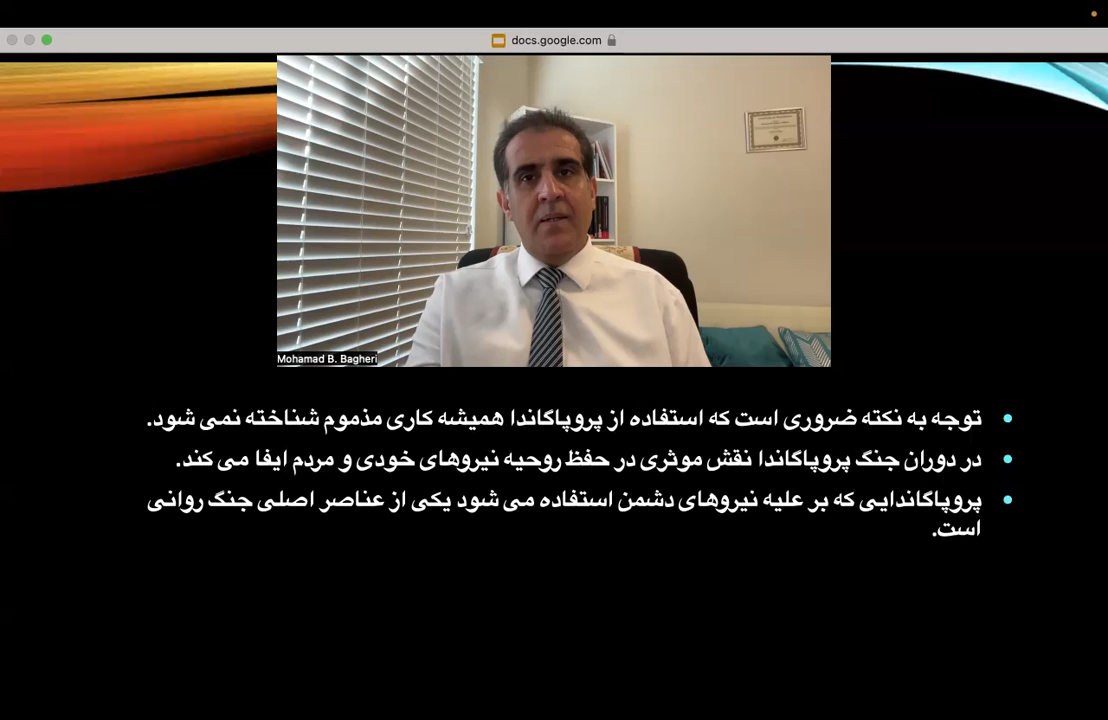 docs.google.com
Mohamad B. Bagheri
توجه به نکته ضروری است که استفاده از پروپاگاندا همیشه کاری مذموم شناخته نمی شود.
در دوران جنگ پروپاگاندا نقش موثری در حفظ روحیه نیروهای خودی و مردم ایفا می کند.
پروپاگاندایی که بر علیه نیروهای دشمن استفاده می شود یکی از عناصر اصلی جنگ روانی
است.